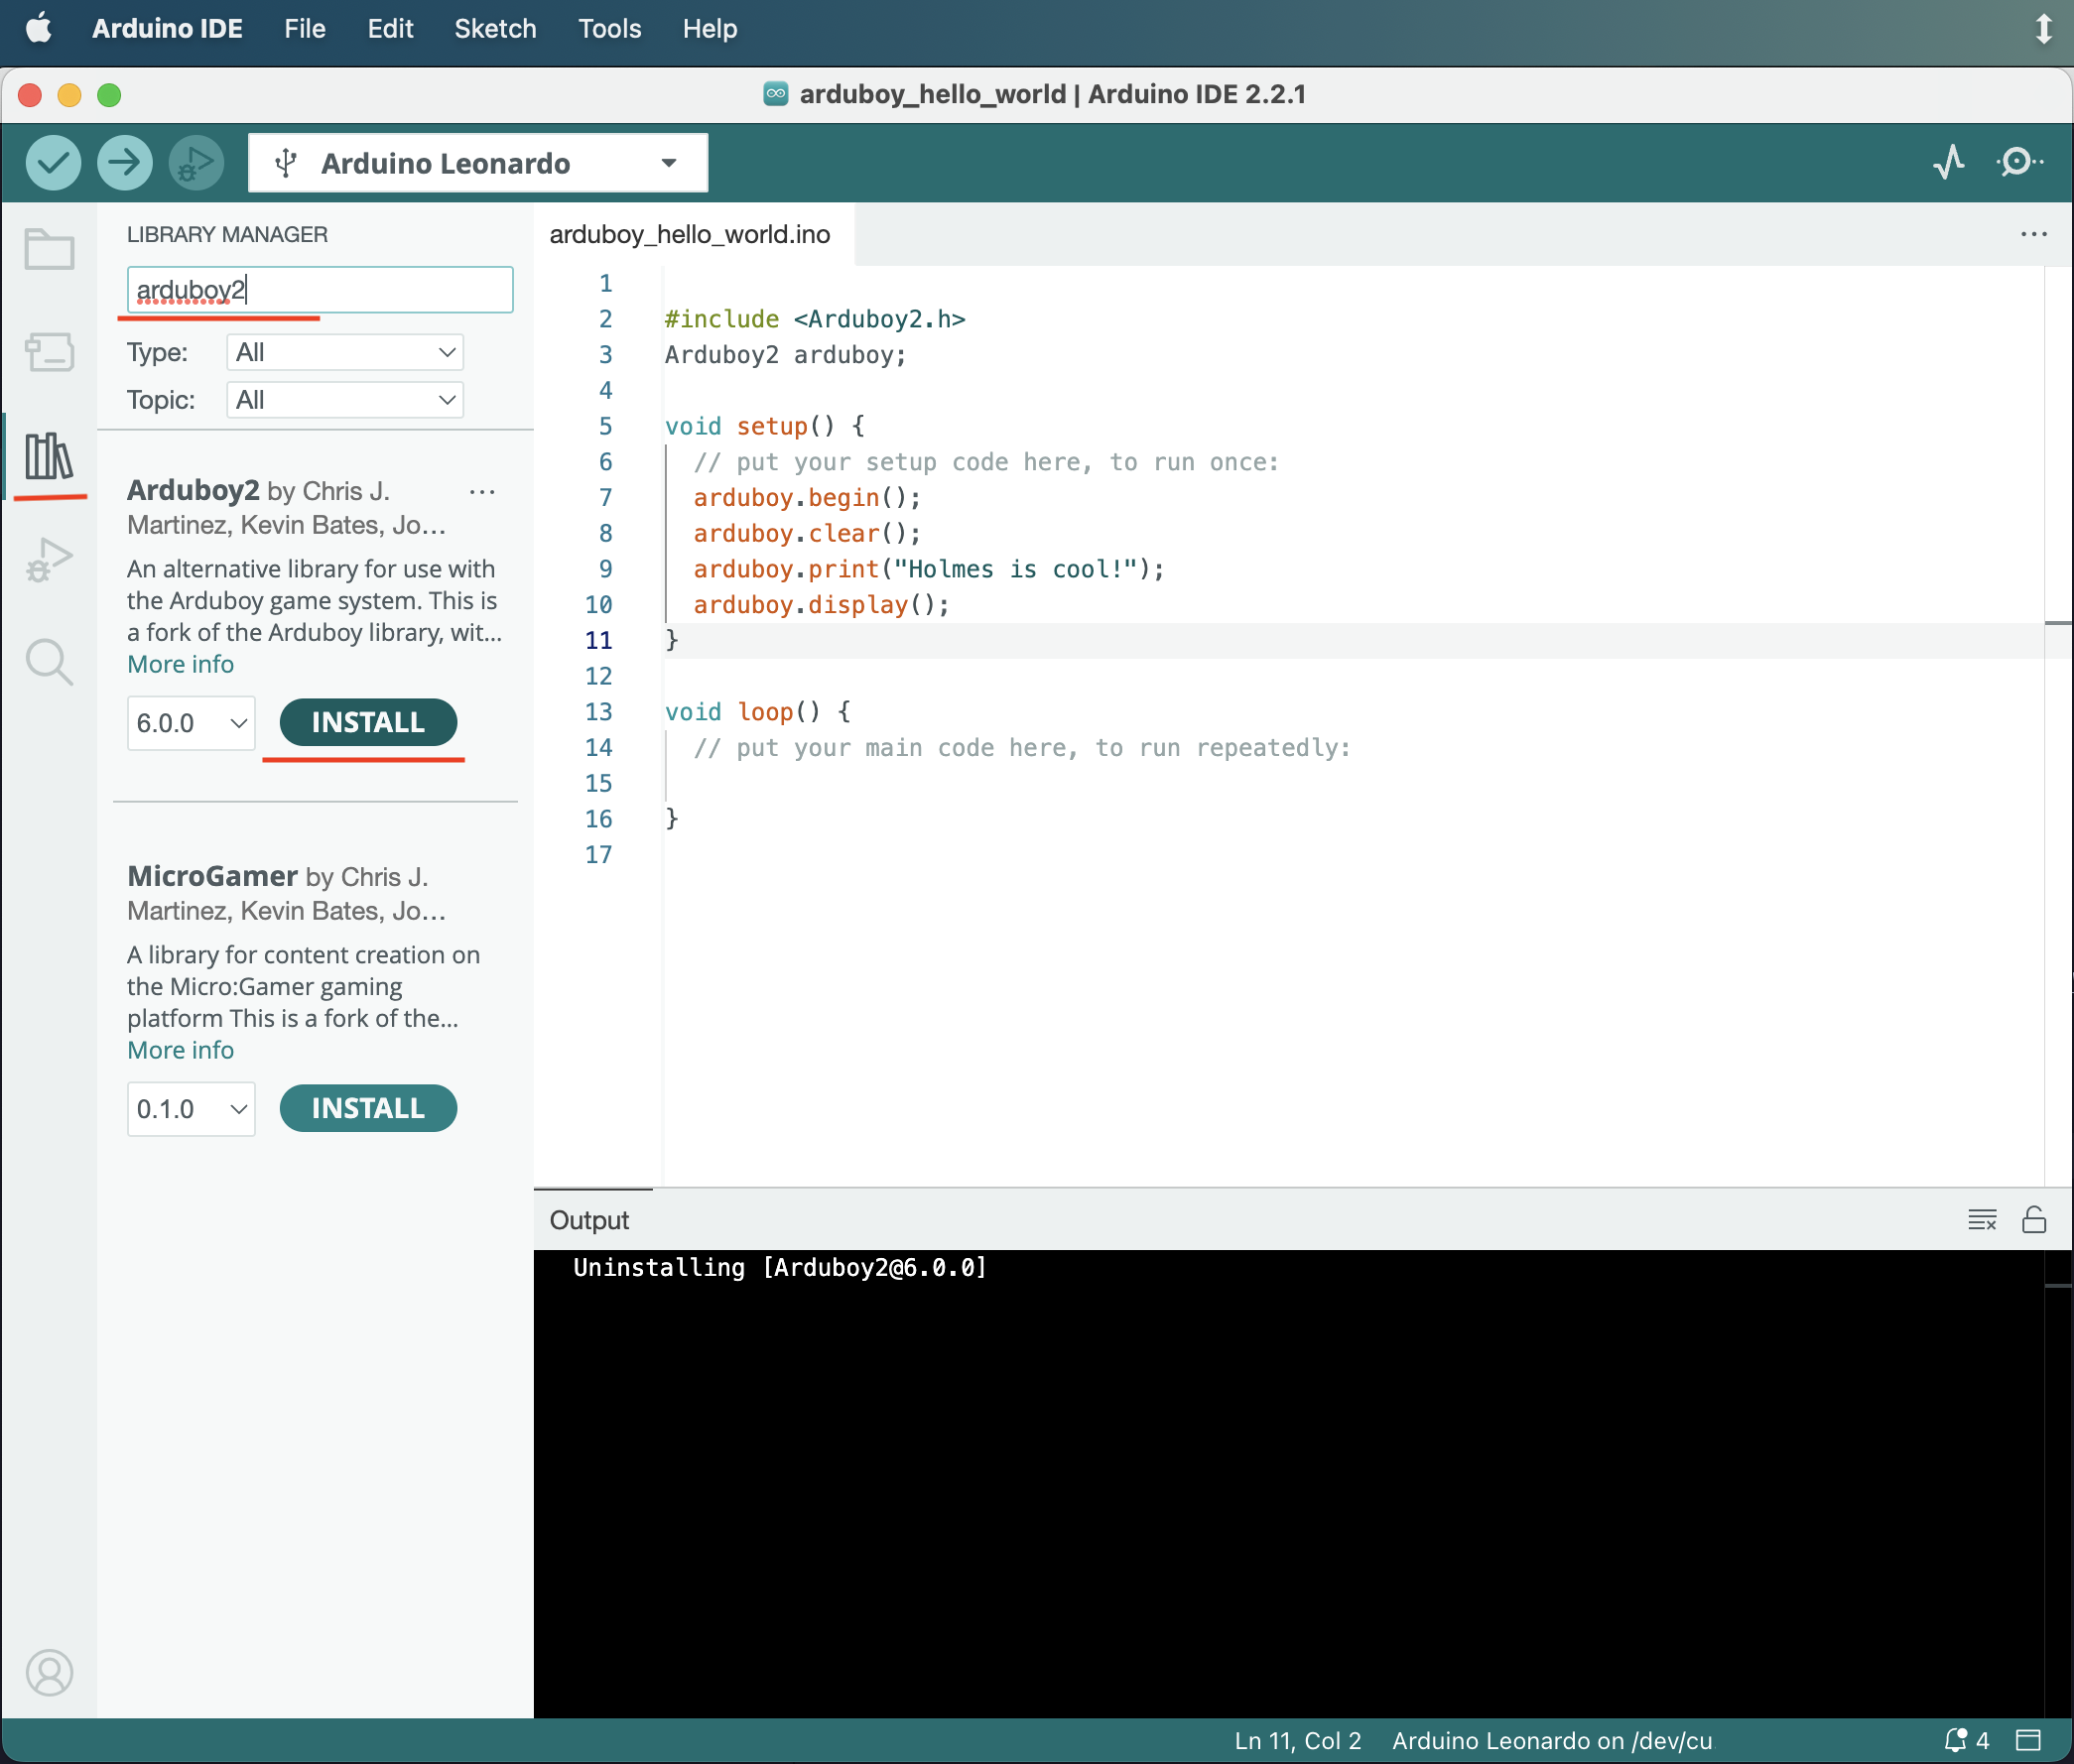 Arduino IDE File Edit Sketch Tools Help
arduboy_hello_world | Arduino IDE 2.2.1
Arduino Leonardo
LIBRARY MANAGER
arduboy2
Type: All
Topic: All
Arduboy2 by Chris J.
Martinez, Kevin Bates, Jo...
An alternative library for use with
the Arduboy game system. This is
a fork of the Arduboy library, wit...
More info
6.0.0 INSTALL
MicroGamer by Chris J.
Martinez, Kevin Bates, Jo...
A library for content creation on
the Micro:Gamer gaming
platform This is a fork of the...
More info
0.1.0 INSTALL
arduboy_hello_world.ino
1
2 #include <Arduboy2.h>
3 Arduboy2 arduboy;
4
5 void setup() {
6 // put your setup code here, to run once:
7 arduboy.begin();
8 arduboy.clear();
9 arduboy.print("Holmes is cool!");
10 arduboy.display();
11 }
12
13 void loop() {
14 // put your main code here, to run repeatedly:
15
16 }
17
Output
Uninstalling [Arduboy2@6.0.0]
Ln 11, Col 2 Arduino Leonardo on /dev/cu 4